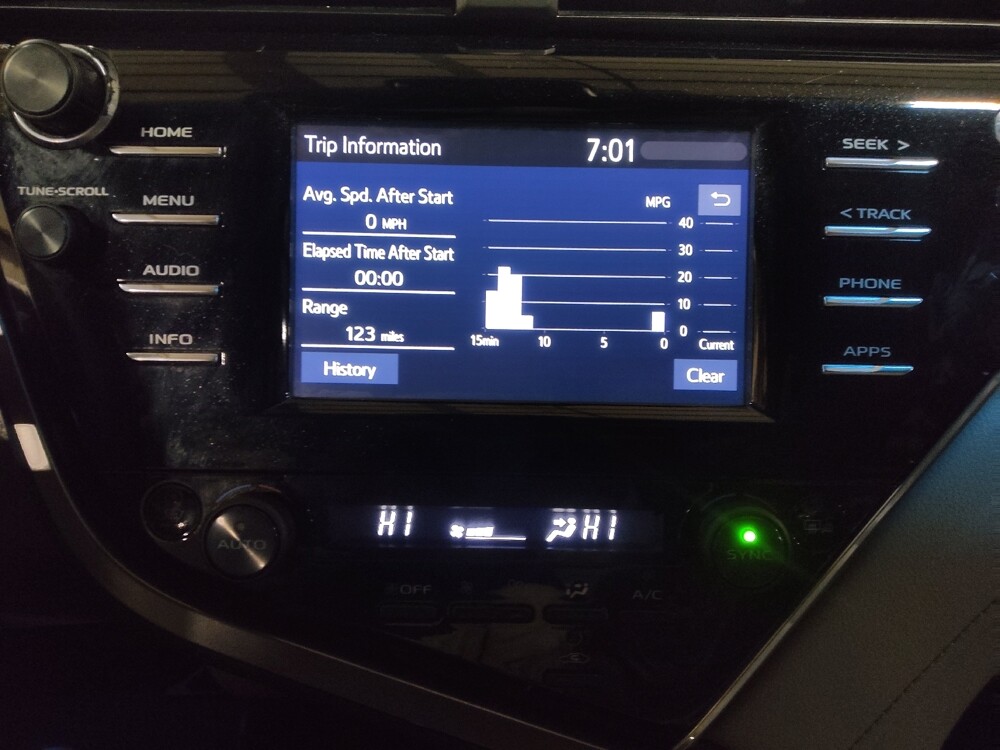 HOME
TUNE•SCROLL
MENU
AUDIO
INFO
Trip Information 7:01
Avg. Spd. After Start
0 MPH
Elapsed Time After Start
00:00
Range
123 miles
History
MPG
40
30
20
10
0
15min 10 5 0 Current
Clear
SEEK >
< TRACK
PHONE
APPS
HI HI
AUTO
SYNC
OFF
A/C